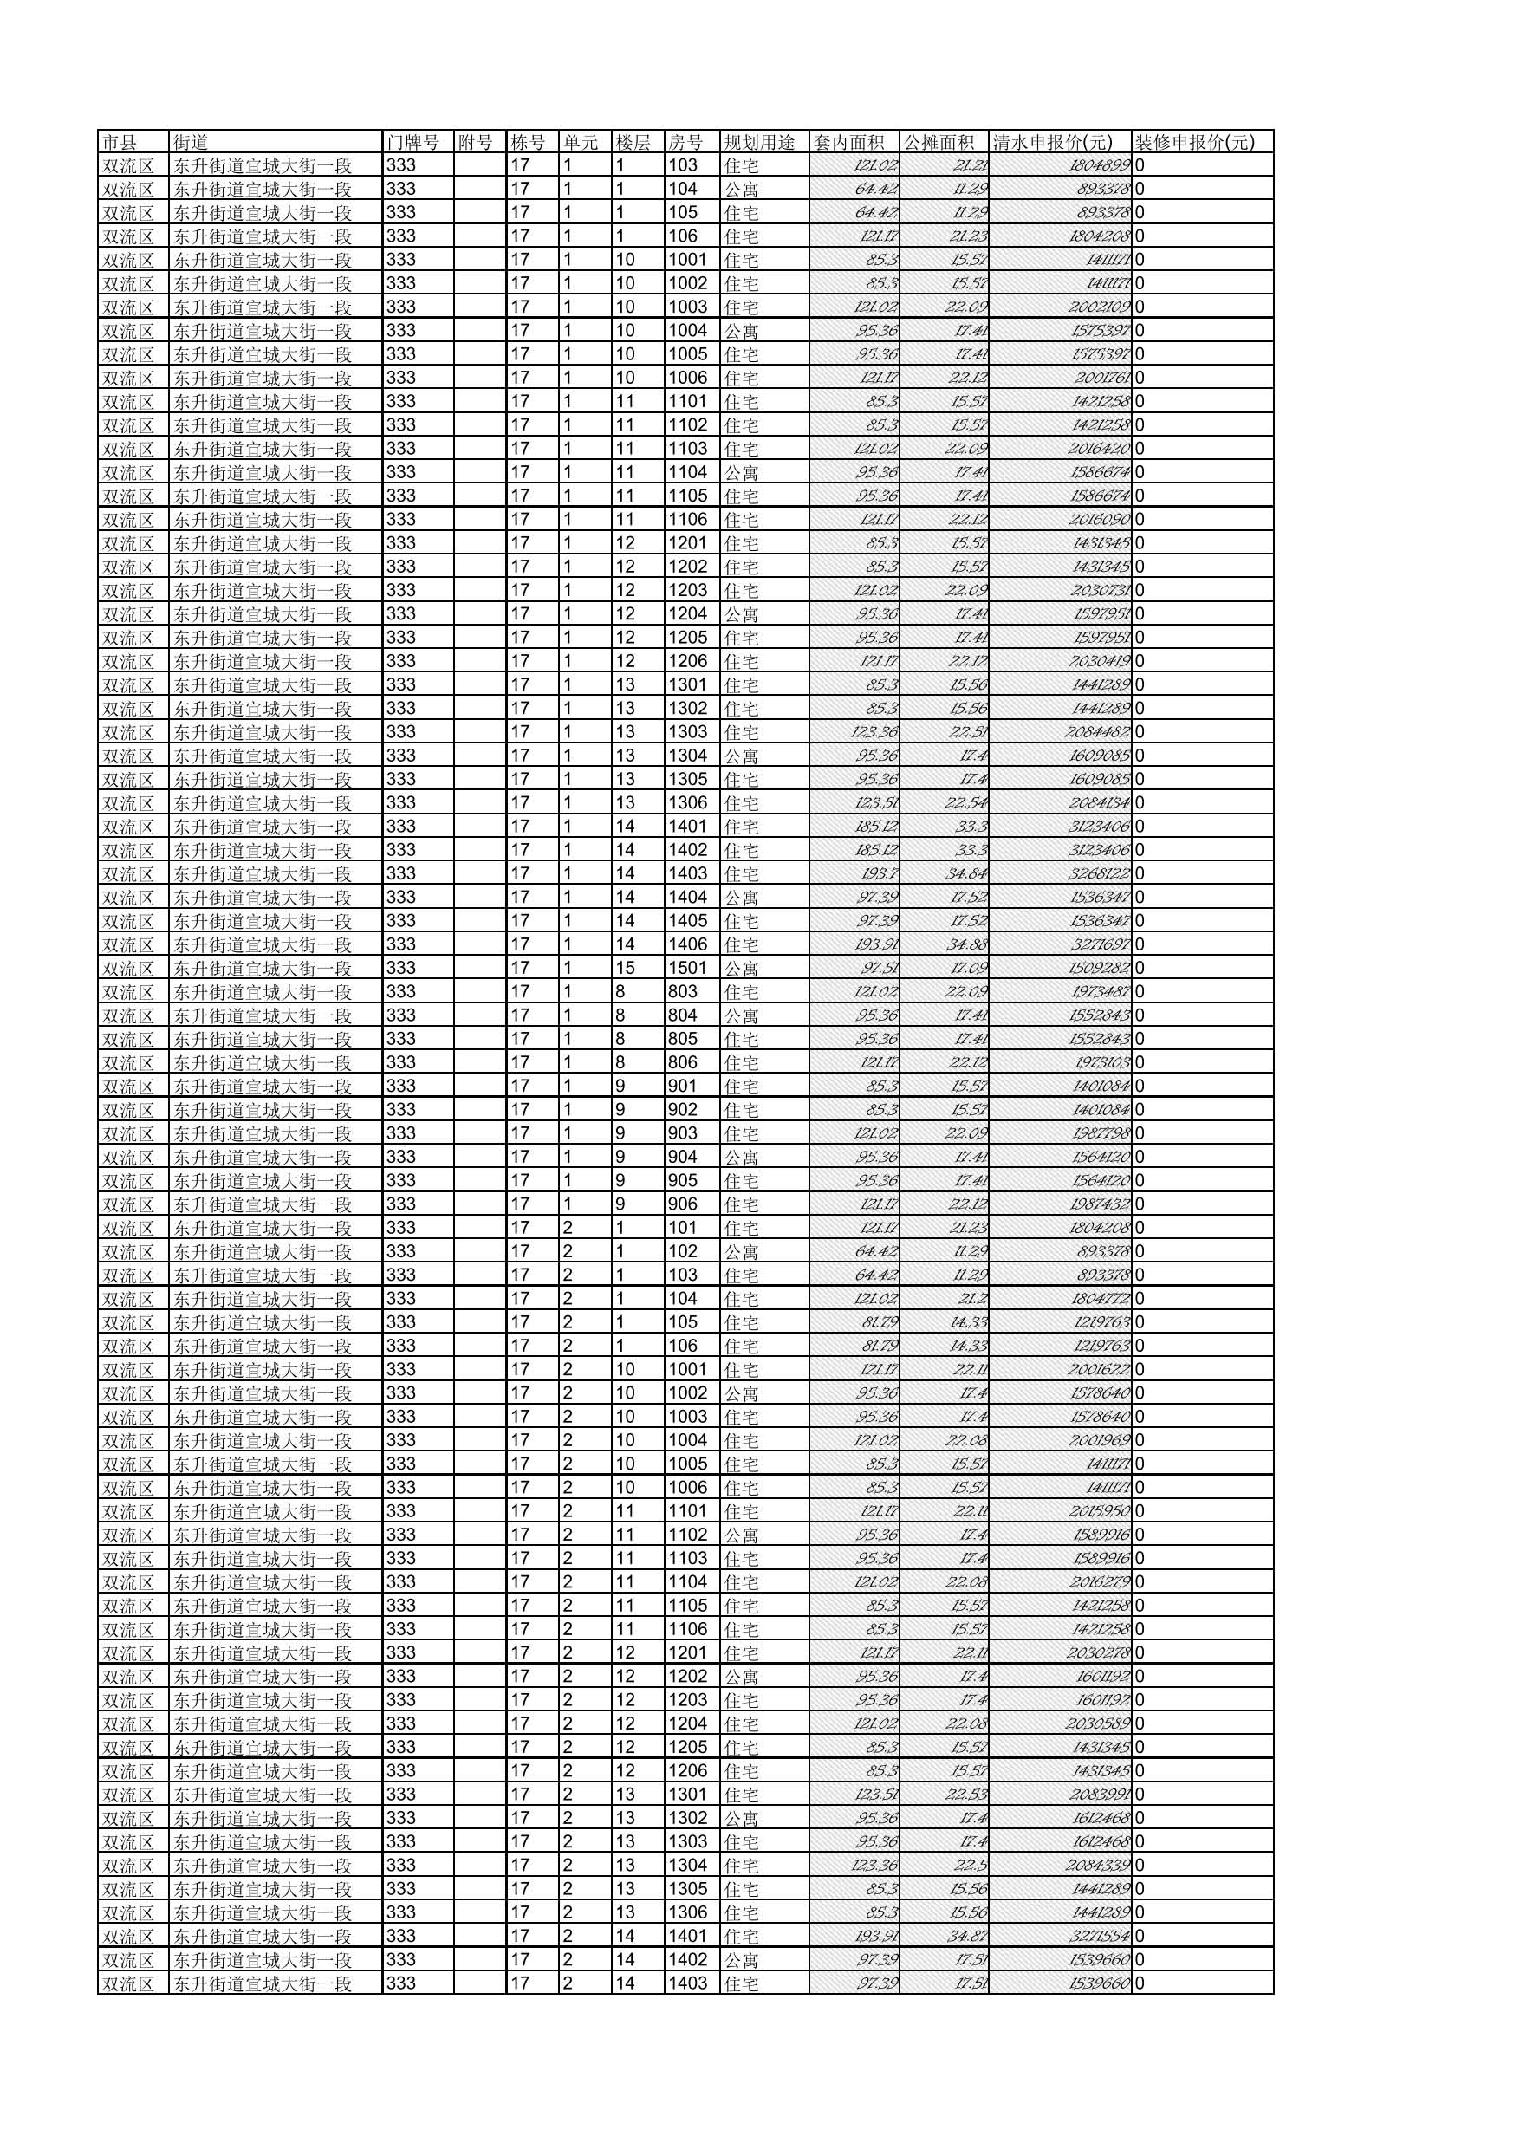 市县 街道 门牌号 附号 栋号 单元 楼层 房号 规划用途 套内面积 公摊面积 清水申报价(元) 装修申报价(元)
双流区 东升街道宣城大街一段 333 17 1 1 103 住宅 121.02 21.21 1804899 0
双流区 东升街道宣城大街一段 333 17 1 1 104 公寓 64.42 11.29 893378 0
双流区 东升街道宣城大街一段 333 17 1 1 105 住宅 64.42 11.29 893378 0
双流区 东升街道宣城大街一段 333 17 1 1 106 住宅 121.17 21.23 1804208 0
双流区 东升街道宣城大街一段 333 17 1 10 1001 住宅 85.3 15.57 1411171 0
双流区 东升街道宣城大街一段 333 17 1 10 1002 住宅 85.3 15.57 1411171 0
双流区 东升街道宣城大街一段 333 17 1 10 1003 住宅 121.02 22.09 2002109 0
双流区 东升街道宣城大街一段 333 17 1 10 1004 公寓 95.36 17.41 1575397 0
双流区 东升街道宣城大街一段 333 17 1 10 1005 住宅 95.36 17.41 1575397 0
双流区 东升街道宣城大街一段 333 17 1 10 1006 住宅 121.17 22.12 2001761 0
双流区 东升街道宣城大街一段 333 17 1 11 1101 住宅 85.3 15.57 1421258 0
双流区 东升街道宣城大街一段 333 17 1 11 1102 住宅 85.3 15.57 1421258 0
双流区 东升街道宣城大街一段 333 17 1 11 1103 住宅 121.02 22.09 2016420 0
双流区 东升街道宣城大街一段 333 17 1 11 1104 公寓 95.36 17.41 1586674 0
双流区 东升街道宣城大街一段 333 17 1 11 1105 住宅 95.36 17.41 1586674 0
双流区 东升街道宣城大街一段 333 17 1 11 1106 住宅 121.17 22.12 2016090 0
双流区 东升街道宣城大街一段 333 17 1 12 1201 住宅 85.3 15.57 1431345 0
双流区 东升街道宣城大街一段 333 17 1 12 1202 住宅 85.3 15.57 1431345 0
双流区 东升街道宣城大街一段 333 17 1 12 1203 住宅 121.02 22.09 2030731 0
双流区 东升街道宣城大街一段 333 17 1 12 1204 公寓 95.36 17.41 1597951 0
双流区 东升街道宣城大街一段 333 17 1 12 1205 住宅 95.36 17.41 1597951 0
双流区 东升街道宣城大街一段 333 17 1 12 1206 住宅 121.17 22.12 2030419 0
双流区 东升街道宣城大街一段 333 17 1 13 1301 住宅 85.3 15.56 1441289 0
双流区 东升街道宣城大街一段 333 17 1 13 1302 住宅 85.3 15.56 1441289 0
双流区 东升街道宣城大街一段 333 17 1 13 1303 住宅 123.36 22.51 2084482 0
双流区 东升街道宣城大街一段 333 17 1 13 1304 公寓 95.36 17.4 1609085 0
双流区 东升街道宣城大街一段 333 17 1 13 1305 住宅 95.36 17.4 1609085 0
双流区 东升街道宣城大街一段 333 17 1 13 1306 住宅 123.51 22.54 2084134 0
双流区 东升街道宣城大街一段 333 17 1 14 1401 住宅 185.12 33.3 3123406 0
双流区 东升街道宣城大街一段 333 17 1 14 1402 住宅 185.12 33.3 3123406 0
双流区 东升街道宣城大街一段 333 17 1 14 1403 住宅 193.7 34.84 3268122 0
双流区 东升街道宣城大街一段 333 17 1 14 1404 公寓 97.39 17.52 1536347 0
双流区 东升街道宣城大街一段 333 17 1 14 1405 住宅 97.39 17.52 1536347 0
双流区 东升街道宣城大街一段 333 17 1 14 1406 住宅 193.91 34.88 3271697 0
双流区 东升街道宣城大街一段 333 17 1 15 1501 公寓 97.51 17.09 1509282 0
双流区 东升街道宣城大街一段 333 17 1 8 803 住宅 121.02 22.09 1973487 0
双流区 东升街道宣城大街一段 333 17 1 8 804 公寓 95.36 17.41 1552843 0
双流区 东升街道宣城大街一段 333 17 1 8 805 住宅 95.36 17.41 1552843 0
双流区 东升街道宣城大街一段 333 17 1 8 806 住宅 121.17 22.12 1973103 0
双流区 东升街道宣城大街一段 333 17 1 9 901 住宅 85.3 15.57 1401084 0
双流区 东升街道宣城大街一段 333 17 1 9 902 住宅 85.3 15.57 1401084 0
双流区 东升街道宣城大街一段 333 17 1 9 903 住宅 121.02 22.09 1987798 0
双流区 东升街道宣城大街一段 333 17 1 9 904 公寓 95.36 17.41 1564120 0
双流区 东升街道宣城大街一段 333 17 1 9 905 住宅 95.36 17.41 1564120 0
双流区 东升街道宣城大街一段 333 17 1 9 906 住宅 121.17 22.12 1987432 0
双流区 东升街道宣城大街一段 333 17 2 1 101 住宅 121.17 21.23 1804208 0
双流区 东升街道宣城大街一段 333 17 2 1 102 公寓 64.42 11.29 893378 0
双流区 东升街道宣城大街一段 333 17 2 1 103 住宅 64.42 11.29 893378 0
双流区 东升街道宣城大街一段 333 17 2 1 104 住宅 121.02 21.2 1804772 0
双流区 东升街道宣城大街一段 333 17 2 1 105 住宅 81.79 14.33 1219763 0
双流区 东升街道宣城大街一段 333 17 2 1 106 住宅 81.79 14.33 1219763 0
双流区 东升街道宣城大街一段 333 17 2 10 1001 住宅 121.17 22.11 2001622 0
双流区 东升街道宣城大街一段 333 17 2 10 1002 公寓 95.36 17.4 1578640 0
双流区 东升街道宣城大街一段 333 17 2 10 1003 住宅 95.36 17.4 1578640 0
双流区 东升街道宣城大街一段 333 17 2 10 1004 住宅 121.02 22.08 2001969 0
双流区 东升街道宣城大街一段 333 17 2 10 1005 住宅 85.3 15.57 1411171 0
双流区 东升街道宣城大街一段 333 17 2 10 1006 住宅 85.3 15.57 1411171 0
双流区 东升街道宣城大街一段 333 17 2 11 1101 住宅 121.17 22.11 2015950 0
双流区 东升街道宣城大街一段 333 17 2 11 1102 公寓 95.36 17.4 1589916 0
双流区 东升街道宣城大街一段 333 17 2 11 1103 住宅 95.36 17.4 1589916 0
双流区 东升街道宣城大街一段 333 17 2 11 1104 住宅 121.02 22.08 2016279 0
双流区 东升街道宣城大街一段 333 17 2 11 1105 住宅 85.3 15.57 1421258 0
双流区 东升街道宣城大街一段 333 17 2 11 1106 住宅 85.3 15.57 1421258 0
双流区 东升街道宣城大街一段 333 17 2 12 1201 住宅 121.17 22.11 2030278 0
双流区 东升街道宣城大街一段 333 17 2 12 1202 公寓 95.36 17.4 1601192 0
双流区 东升街道宣城大街一段 333 17 2 12 1203 住宅 95.36 17.4 1601192 0
双流区 东升街道宣城大街一段 333 17 2 12 1204 住宅 121.02 22.08 2030589 0
双流区 东升街道宣城大街一段 333 17 2 12 1205 住宅 85.3 15.57 1431345 0
双流区 东升街道宣城大街一段 333 17 2 12 1206 住宅 85.3 15.57 1431345 0
双流区 东升街道宣城大街一段 333 17 2 13 1301 住宅 123.51 22.53 2083991 0
双流区 东升街道宣城大街一段 333 17 2 13 1302 公寓 95.36 17.4 1612468 0
双流区 东升街道宣城大街一段 333 17 2 13 1303 住宅 95.36 17.4 1612468 0
双流区 东升街道宣城大街一段 333 17 2 13 1304 住宅 123.36 22.5 2084339 0
双流区 东升街道宣城大街一段 333 17 2 13 1305 住宅 85.3 15.56 1441289 0
双流区 东升街道宣城大街一段 333 17 2 13 1306 住宅 85.3 15.56 1441289 0
双流区 东升街道宣城大街一段 333 17 2 14 1401 住宅 193.91 34.87 3271554 0
双流区 东升街道宣城大街一段 333 17 2 14 1402 公寓 97.39 17.51 1539660 0
双流区 东升街道宣城大街一段 333 17 2 14 1403 住宅 97.39 17.51 1539660 0